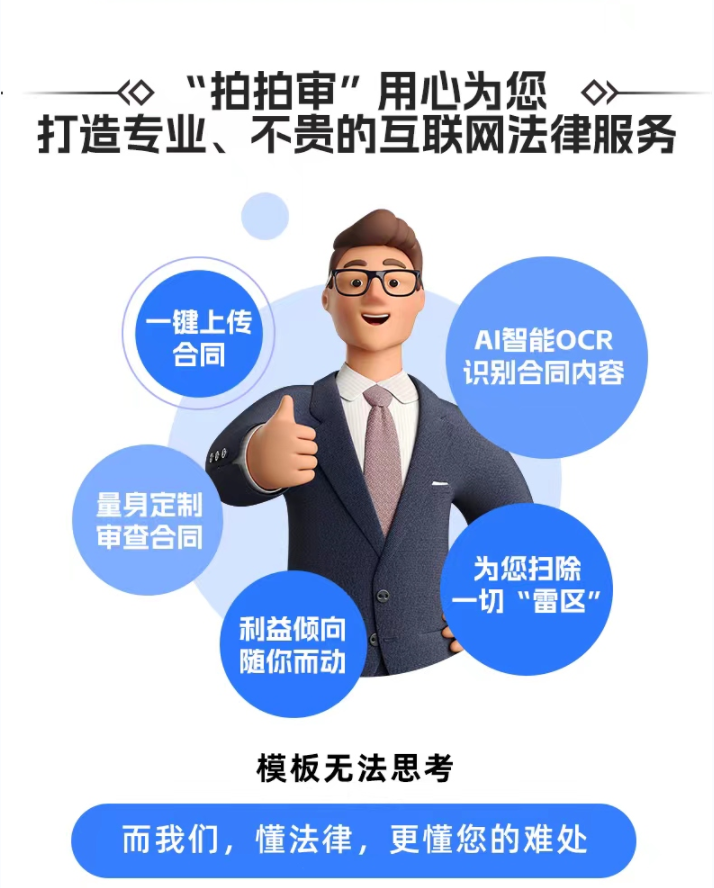 “拍拍审”用心为您
打造专业、不贵的互联网法律服务
一键上传
合同
AI智能OCR
识别合同内容
量身定制
审查合同
为您扫除
一切“雷区”
利益倾向
随你而动
模板无法思考
而我们，懂法律，更懂您的难处